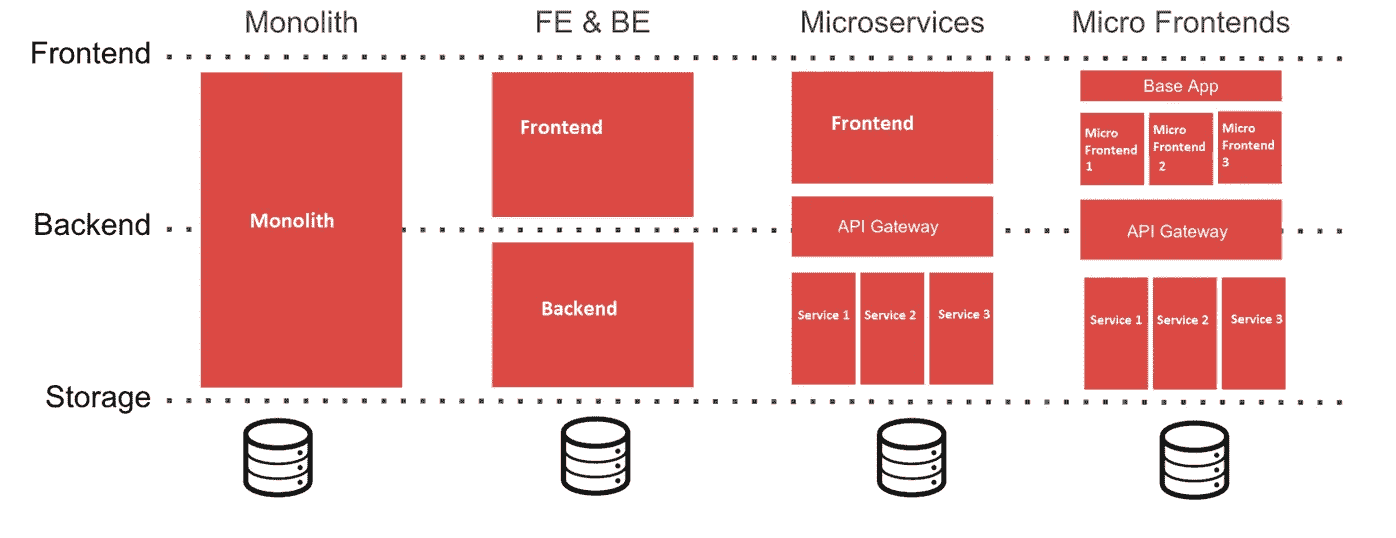 Monolith
FE & BE
Microservices
Micro Frontends
Frontend
Base App
Frontend
Frontend
Micro
Frontend
1
Micro
Frontend
2
Micro
Frontend
3
Backend
Monolith
API Gateway
API Gateway
Backend
Service 1
Service 2
Service 3
Service 1
Service 2
Service 3
Storage